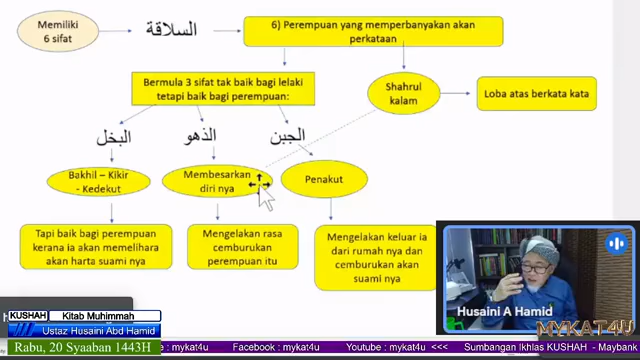 Memiliki
6 sifat
السلاقة
6) Perempuan yang memperbanyakan akan
perkataan
Bermula 3 sifat tak baik bagi lelaki
tetapi baik bagi perempuan:
Shahrul
kalam
Loba atas berkata kata
البخل
الذهو
الجبن
Bakhil – Kikir
- Kedekut
Membesarkan
diri nya
Penakut
Tapi baik bagi perempuan
kerana ia akan memelihara
akan harta suami nya
Mengelakan rasa
cemburukan
perempuan itu
Mengelakan keluar ia
dari rumah nya dan
cemburukan akan
suami nya
Husaini A Hamid
MYKAT4U
KUSHAH
Kitab Muhimmah
Ustaz Husaini Abd Hamid
Rabu, 20 Syaaban 1443H
: mykat4u Facebook : mykat4u Youtube : mykat4u <<<< Sumbangan Ikhlas KUSHAH - Maybank